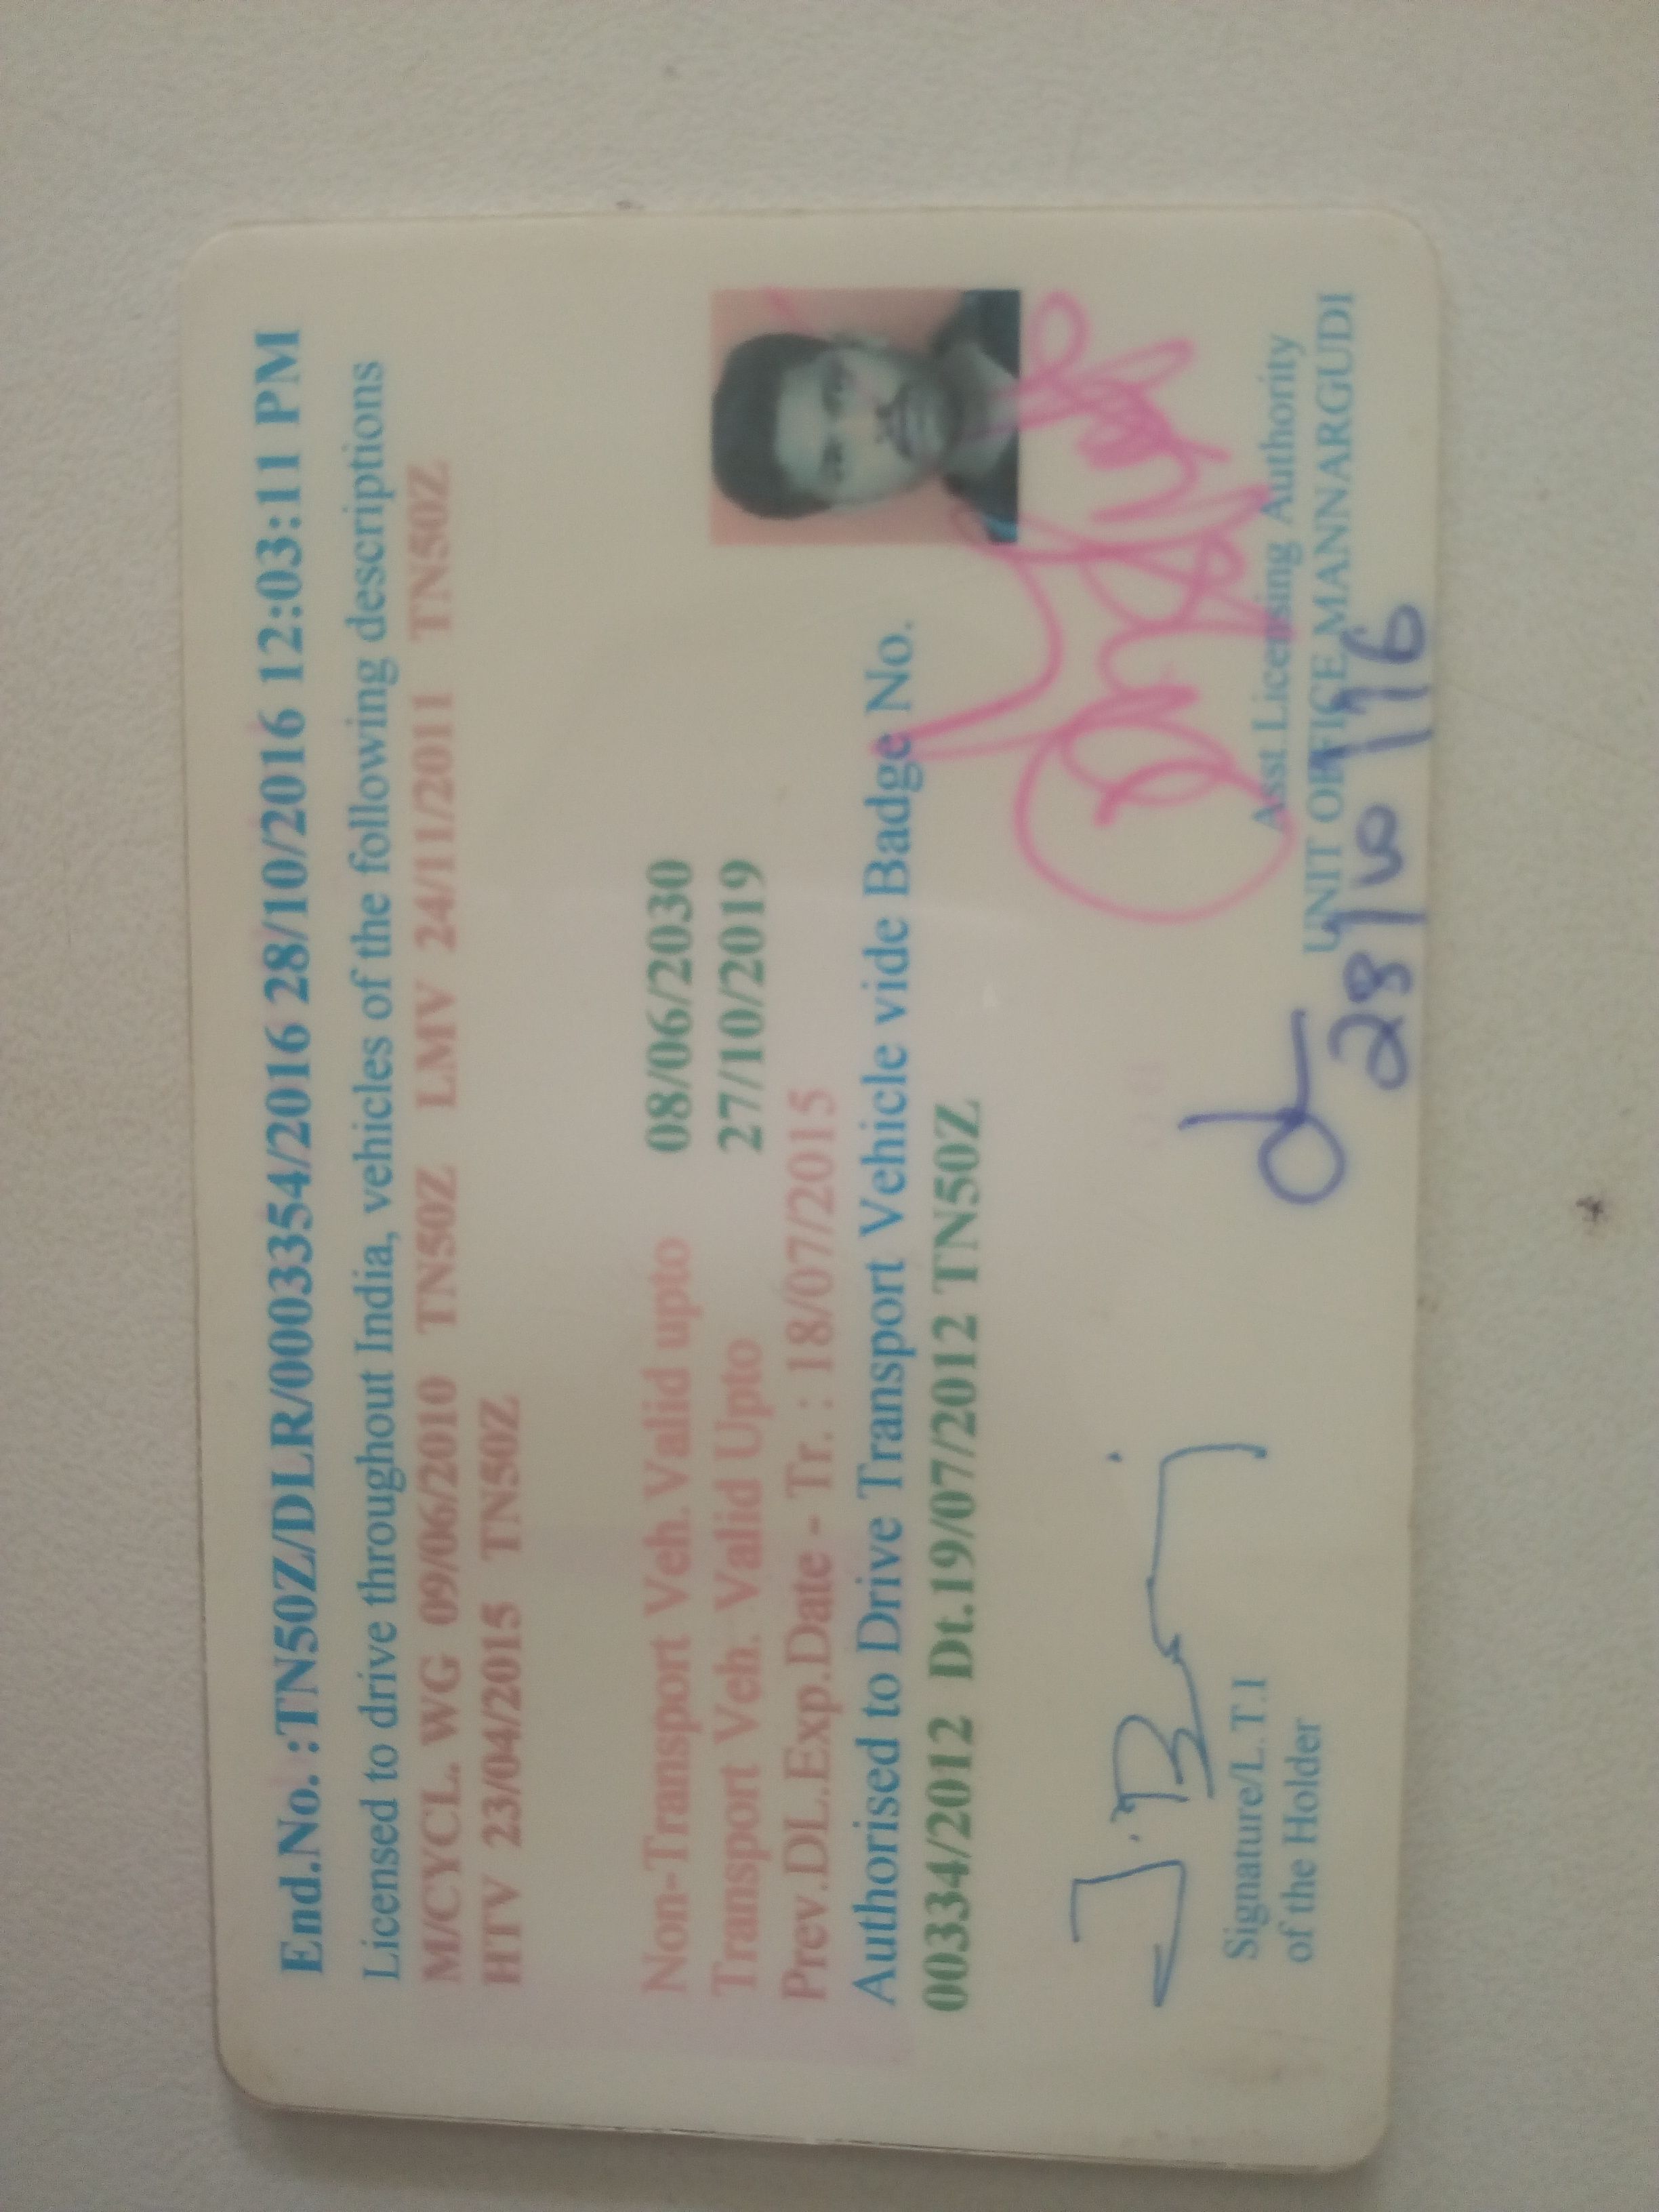 End.No. :TN50Z/DLR/0003354/2016 28/10/2016 12:03:11 PM
Licensed to drive throughout India, vehicles of the following descriptions
M/CYCL. WG 09/06/2010 TN50Z LMV 24/11/2011 TN50Z
HTV 23/04/2015 TN50Z
Non-Transport Veh. Valid upto 08/06/2030
Transport Veh. Valid Upto 27/10/2019
Prev.DL.Exp.Date - Tr. : 18/07/2015
Authorised to Drive Transport Vehicle vide Badge No.
00334/2012 Dt.19/07/2012 TN50Z
Signature/L.T.I
of the Holder
Asst Licensing Authority
UNIT OFFICE MANNARGUDI
28/10/16